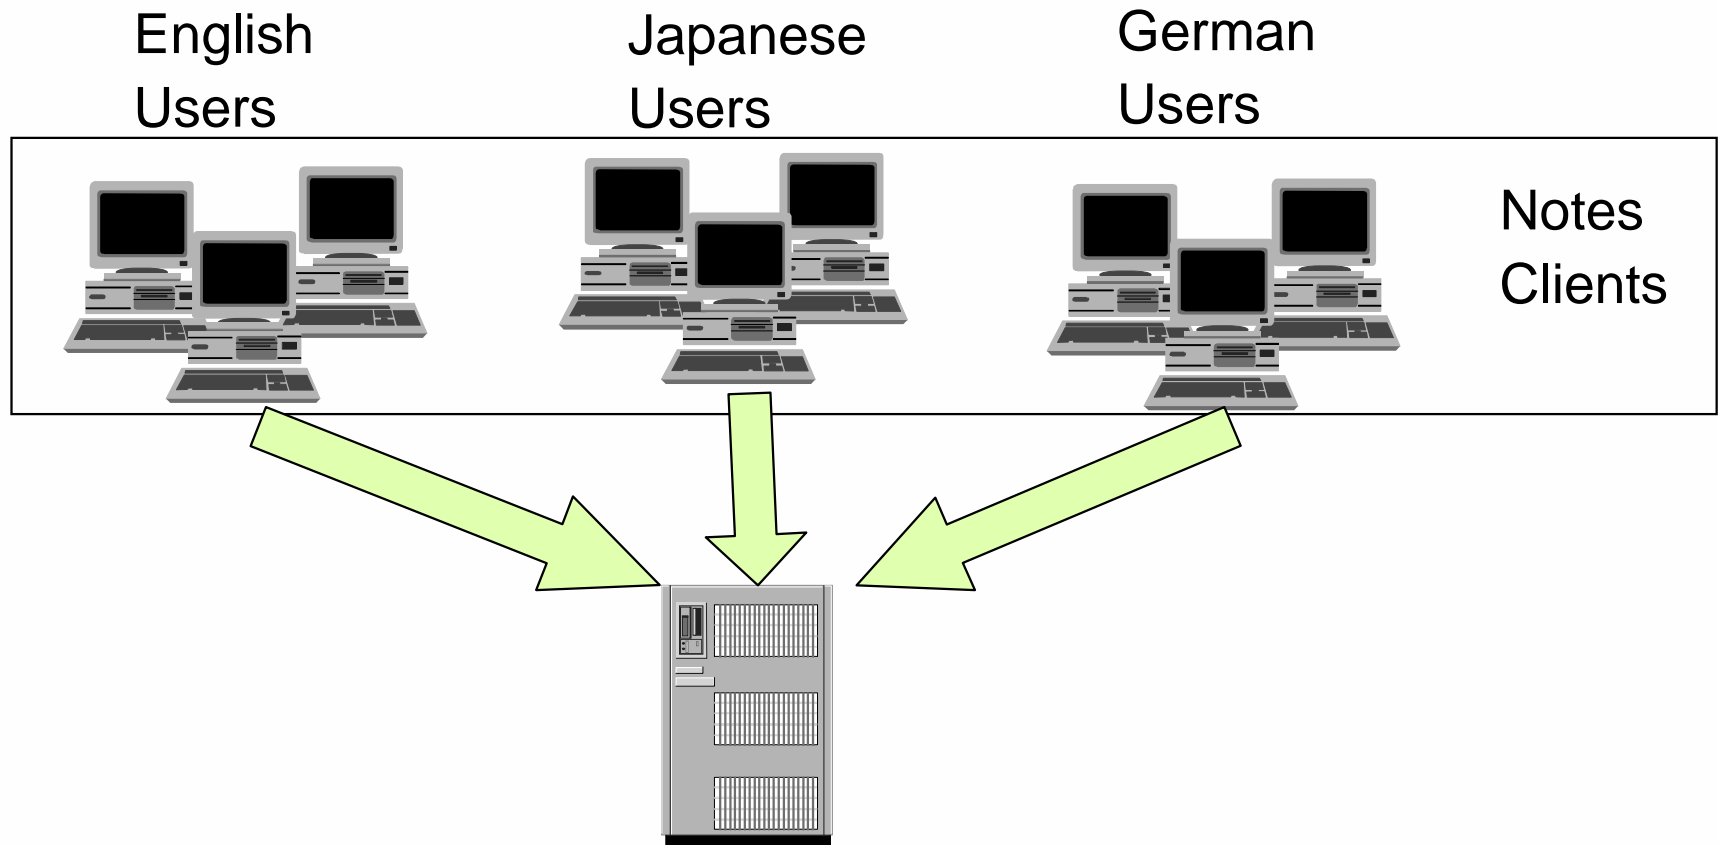 English
Users
Japanese
Users
German
Users
Notes
Clients